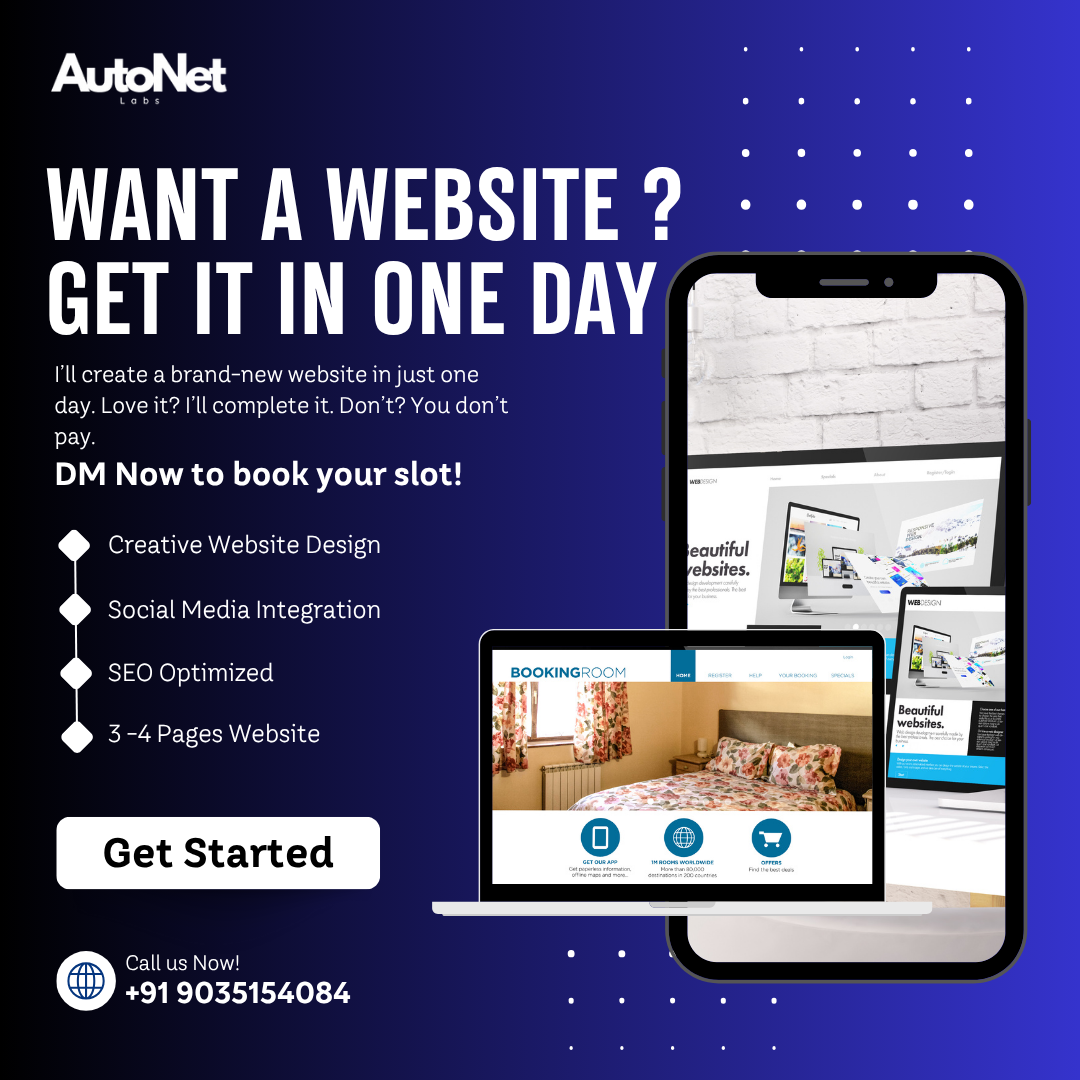 AutoNet
Labs
WANT A WEBSITE ?
GET IT IN ONE DAY
I'll create a brand-new website in just one
day. Love it? I'll complete it. Don't? You don't
pay.
DM Now to book your slot!
Creative Website Design
Social Media Integration
SEO Optimized
3 -4 Pages Website
Get Started
Call us Now!
+91 9035154084
WEBDESIGN
Beautiful
websites.
WEBDESIGN
Beautiful
websites.
BOOKINGROOM
HOME
REGISTER
HELP
YOUR BOOKING
SPECIALS
GET OUR APP
Get paperless information,
offline maps and more...
1M ROOMS WORLDWIDE
More than 80,000
destinations in 200 countries
OFFERS
Find the best deals